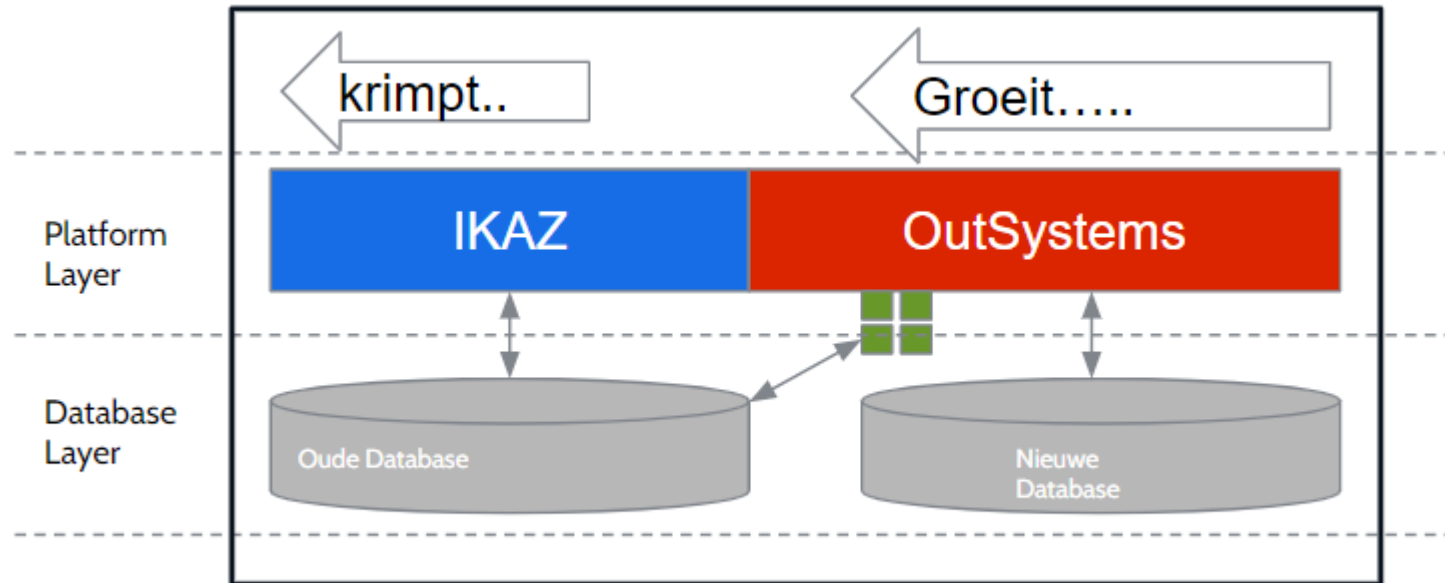 krimpt..
Groeit…..
Platform
Layer
IKAZ
OutSystems
Database
Layer
Oude Database
Nieuwe
Database